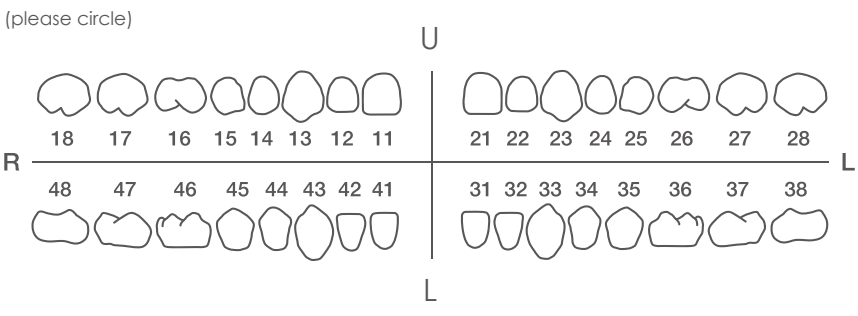 (please circle)
U
18 17 16 15 14 13 12 11 21 22 23 24 25 26 27 28
R L
48 47 46 45 44 43 42 41 31 32 33 34 35 36 37 38
L